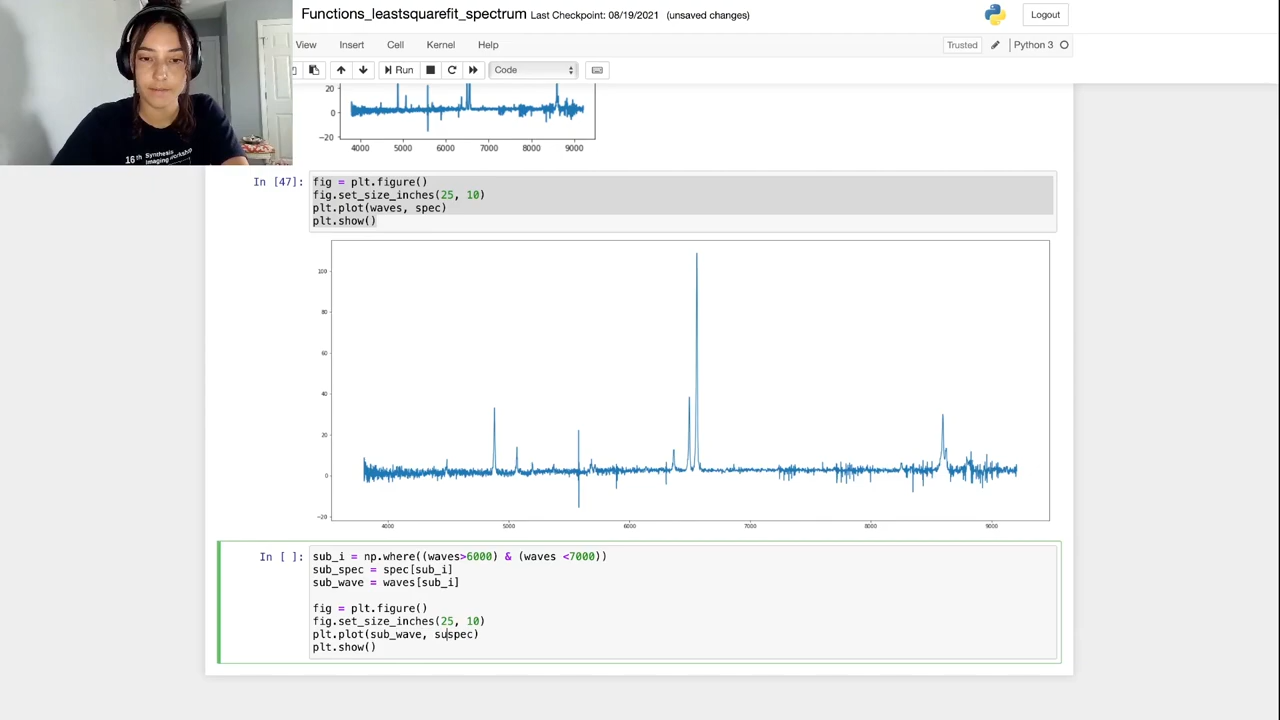 Functions_leastsquarefit_spectrum Last Checkpoint: 08/19/2021 (unsaved changes)
Logout
View Insert Cell Kernel Help
Trusted Python 3
Run Code
16th Synthesis
Imaging Workshop
20
0
−20
4000 5000 6000 7000 8000 9000
In [47]: fig = plt.figure()
fig.set_size_inches(25, 10)
plt.plot(waves, spec)
plt.show()
100
80
60
40
20
0
−20
4000 5000 6000 7000 8000 9000
In [ ]: sub_i = np.where((waves>6000) & (waves <7000))
sub_spec = spec[sub_i]
sub_wave = waves[sub_i]
fig = plt.figure()
fig.set_size_inches(25, 10)
plt.plot(sub_wave, suspec)
plt.show()